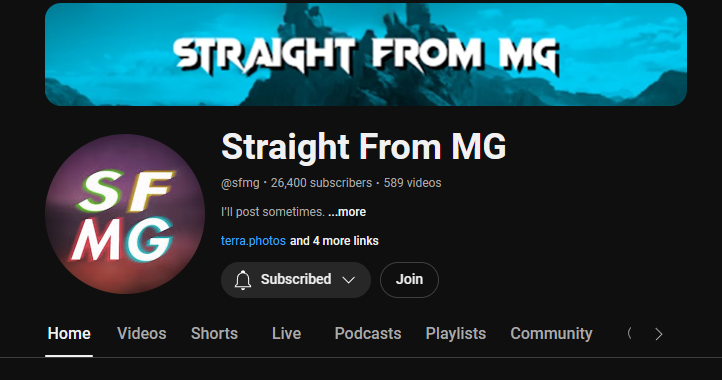 STRAIGHT FROM MG
SF
MG
Straight From MG
@sfmg • 26,400 subscribers • 589 videos
I'll post sometimes. ...more
terra.photos and 4 more links
Subscribed
Join
Home Videos Shorts Live Podcasts Playlists Community